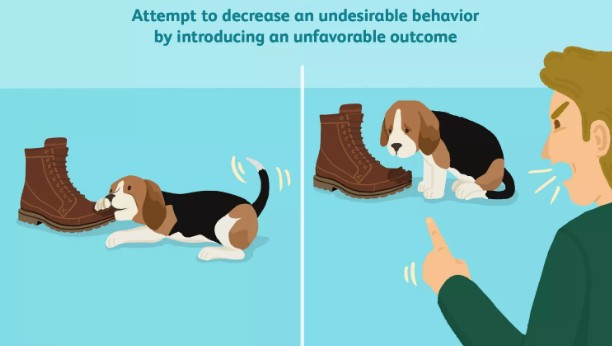 Attempt to decrease an undesirable behavior
by introducing an unfavorable outcome